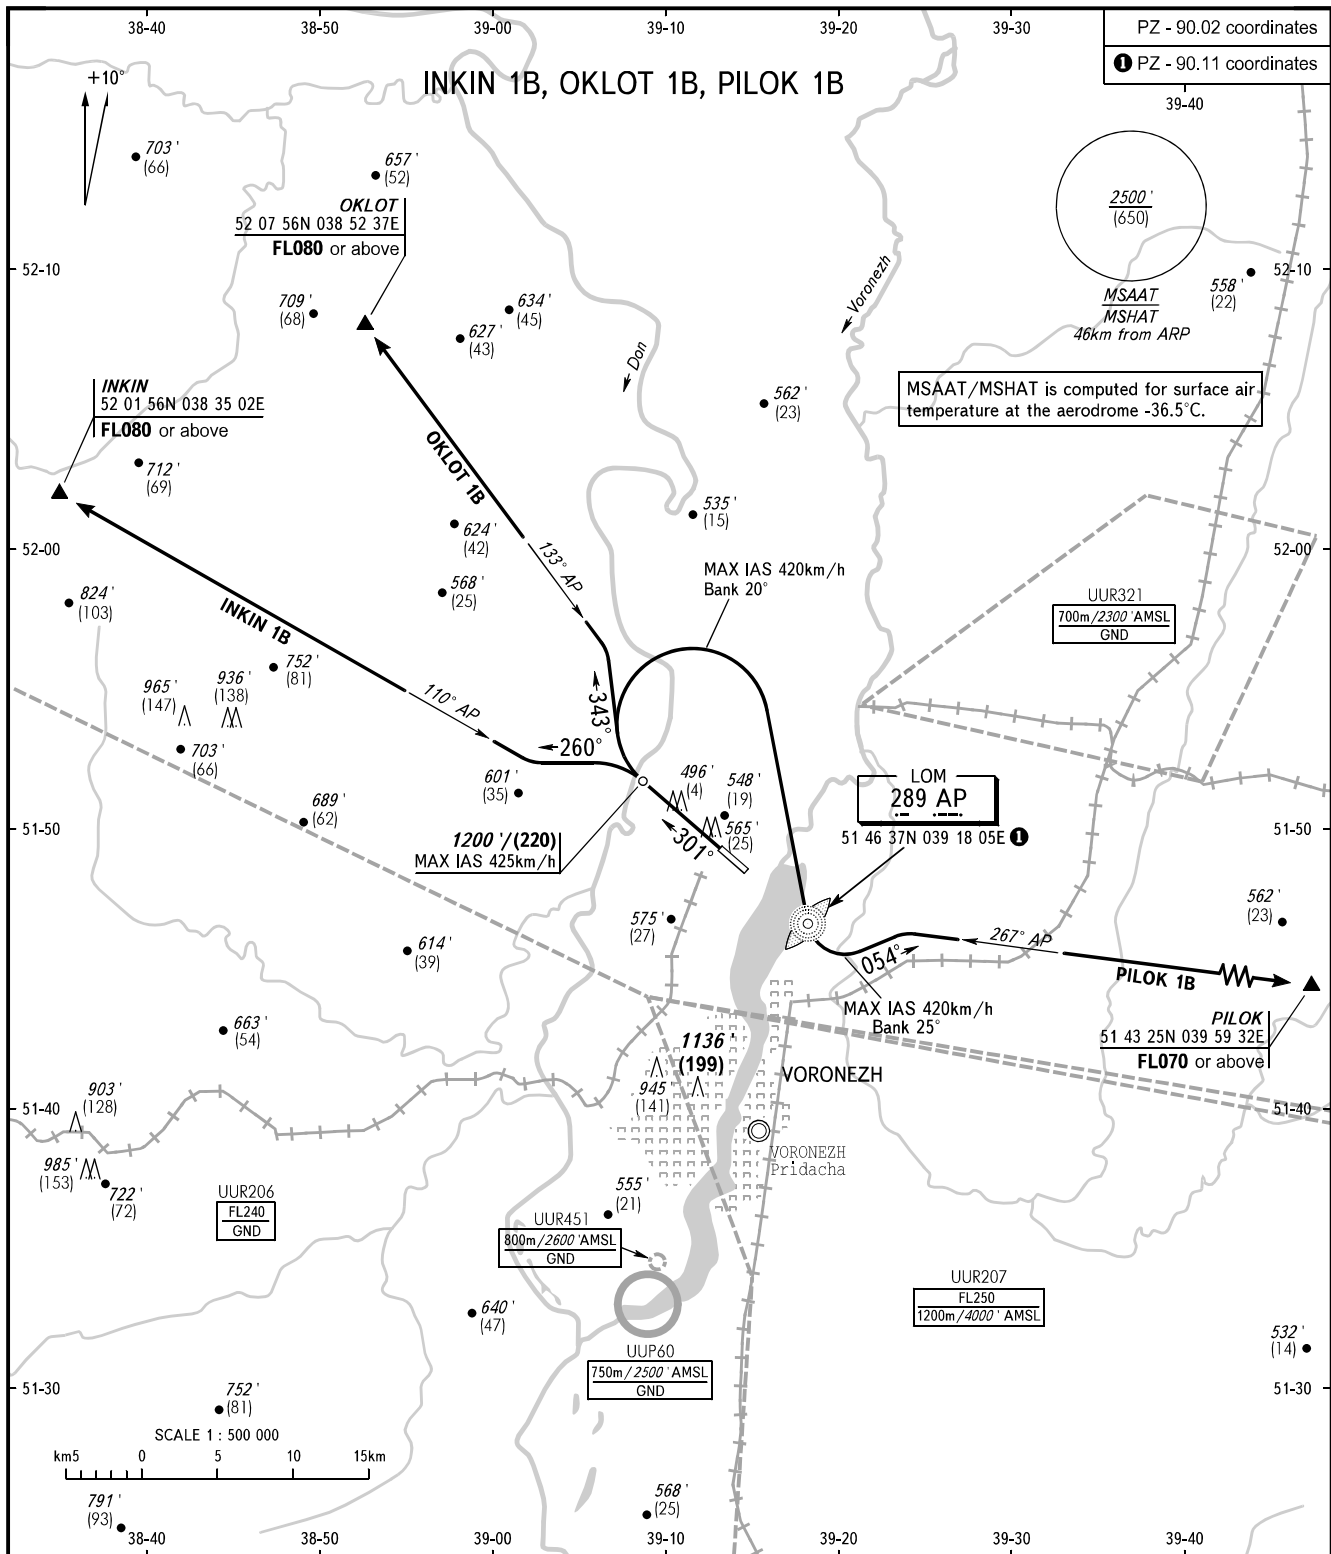 38-40
38-50
39-00
39-10
39-20
39-30
PZ - 90.02 coordinates
❶ PZ - 90.11 coordinates
39-40
INKIN 1B, OKLOT 1B, PILOK 1B
+10°
703'
(66)
657'
(52)
OKLOT
52 07 56N 038 52 37E
FL080 or above
2500'
(650)
MSAAT
MSHAT
46km from ARP
52-10
52-10
558'
(22)
Voronezh
709'
(68)
634'
(45)
627'
(43)
Don
MSAAT/MSHAT is computed for surface air
temperature at the aerodrome -36.5°C.
INKIN
52 01 56N 038 35 02E
FL080 or above
562'
(23)
712'
(69)
OKLOT 1B
535'
(15)
624'
(42)
52-00
52-00
133° AP
MAX IAS 420km/h
Bank 20°
568'
(25)
824'
(103)
INKIN 1B
UUR321
700m/2300'AMSL
GND
752'
(81)
965'
(147)
936'
(138)
110° AP
343°
703'
(66)
260°
601'
(35)
496'
(4)
548'
(19)
565'
(25)
301°
LOM
289 AP
51 46 37N 039 18 05E ❶
689'
(62)
51-50
51-50
1200'/(220)
MAX IAS 425km/h
575'
(27)
562'
(23)
614'
(39)
054°
267° AP
PILOK 1B
MAX IAS 420km/h
Bank 25°
PILOK
51 43 25N 039 59 32E
FL070 or above
663'
(54)
1136'
(199)
945'
(141)
VORONEZH
903'
(128)
51-40
51-40
VORONEZH
Pridacha
985'
(153)
722'
(72)
UUR206
FL240
GND
555'
(21)
UUR451
800m/2600'AMSL
GND
UUR207
FL250
1200m/4000' AMSL
640'
(47)
532'
(14)
UUP60
750m/2500'AMSL
GND
51-30
51-30
752'
(81)
SCALE 1 : 500 000
km5
0
5
10
15km
791'
(93)
568'
(25)
38-40
38-50
39-00
39-10
39-20
39-30
39-40